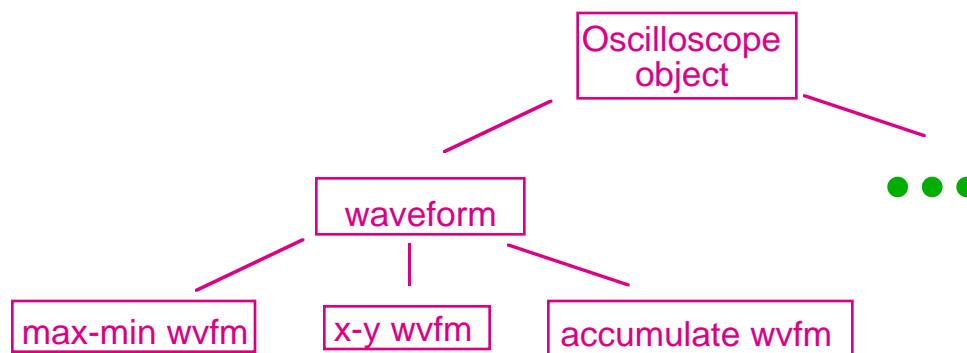 Oscilloscope
object
waveform
max-min wvfm
x-y wvfm
accumulate wvfm